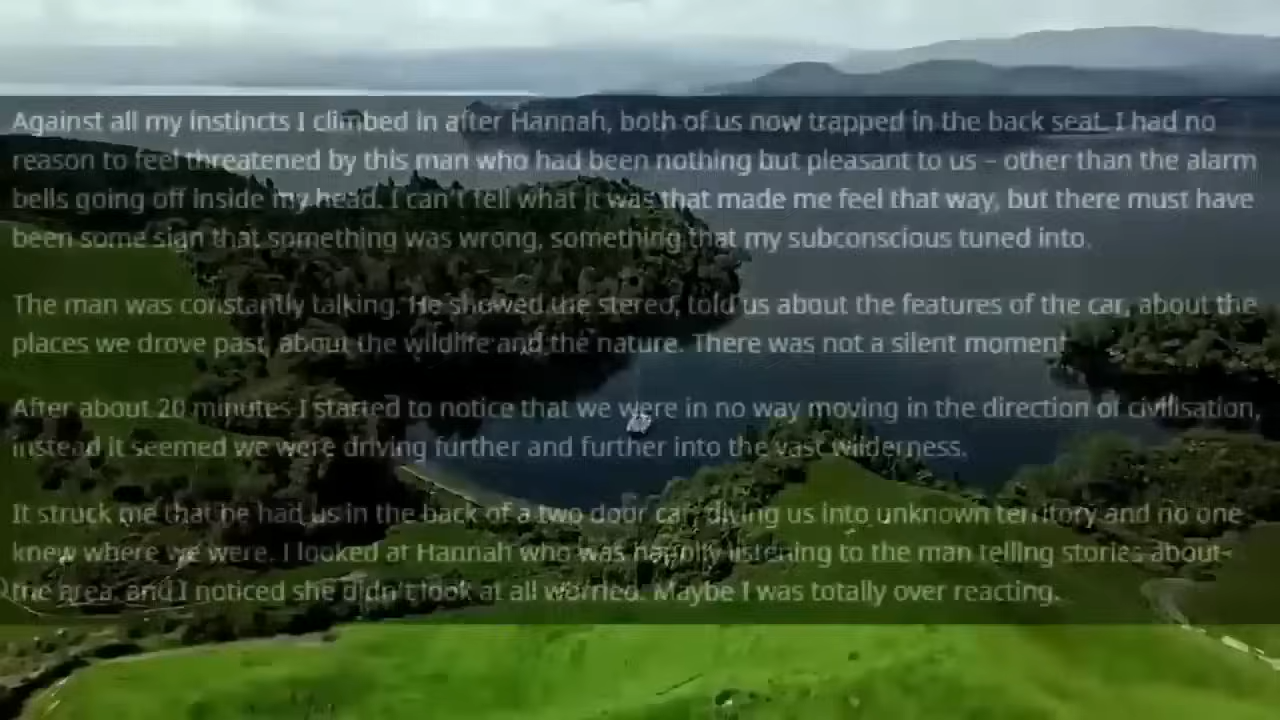 Against all my instincts I climbed in after Hannah, both of us now trapped in the back seat. I had no
reason to feel threatened by this man who had been nothing but pleasant to us – other than the alarm
bells going off inside my head. I can't tell what it was that made me feel that way, but there must have
been some sign that something was wrong, something that my subconscious tuned into.
The man was constantly talking. He showed the stereo, told us about the features of the car, about the
places we drove past, about the wildlife and the nature. There was not a silent moment.
After about 20 minutes I started to notice that we were in no way moving in the direction of civilisation,
instead it seemed we were driving further and further into the vast wilderness.
It struck me that he had us in the back of a two door car, diving us into unknown territory and no one
knew where we were. I looked at Hannah who was happily listening to the man telling stories about
the area, and I noticed she didn't look at all worried. Maybe I was totally over reacting.